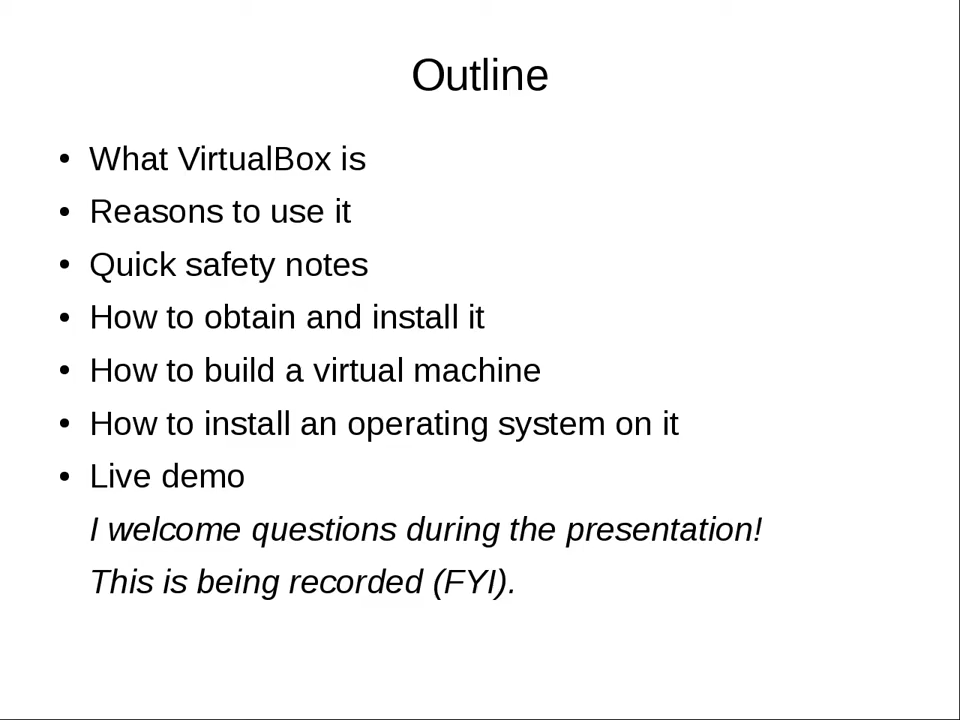 Outline
• What VirtualBox is
• Reasons to use it
• Quick safety notes
• How to obtain and install it
• How to build a virtual machine
• How to install an operating system on it
• Live demo
I welcome questions during the presentation!
This is being recorded (FYI).